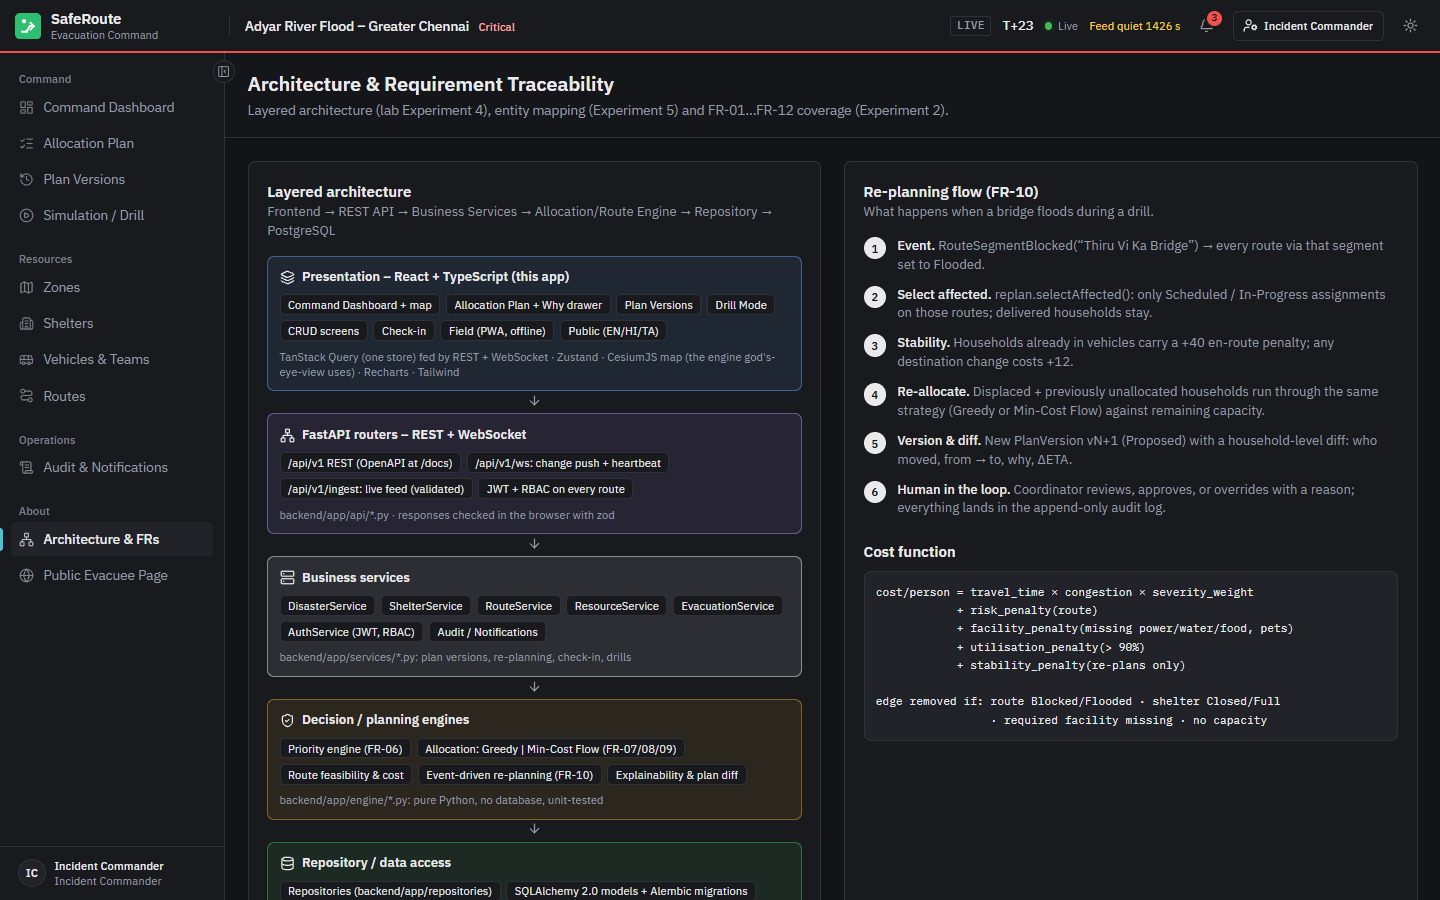 SafeRoute
Evacuation Command
Adyar River Flood – Greater Chennai Critical
LIVE T+23 Live Feed quiet 1426 s 3 Incident Commander
Command
Command Dashboard
Allocation Plan
Plan Versions
Simulation / Drill
Resources
Zones
Shelters
Vehicles & Teams
Routes
Operations
Audit & Notifications
About
Architecture & FRs
Public Evacuee Page
IC Incident Commander
Incident Commander
Architecture & Requirement Traceability
Layered architecture (lab Experiment 4), entity mapping (Experiment 5) and FR-01…FR-12 coverage (Experiment 2).
Layered architecture
Frontend → REST API → Business Services → Allocation/Route Engine → Repository →
PostgreSQL
Presentation – React + TypeScript (this app)
Command Dashboard + map Allocation Plan + Why drawer Plan Versions Drill Mode
CRUD screens Check-in Field (PWA, offline) Public (EN/HI/TA)
TanStack Query (one store) fed by REST + WebSocket · Zustand · CesiumJS map (the engine god's-
eye-view uses) · Recharts · Tailwind
↓
FastAPI routers – REST + WebSocket
/api/v1 REST (OpenAPI at /docs) /api/v1/ws: change push + heartbeat
/api/v1/ingest: live feed (validated) JWT + RBAC on every route
backend/app/api/*.py · responses checked in the browser with zod
↓
Business services
DisasterService ShelterService RouteService ResourceService EvacuationService
AuthService (JWT, RBAC) Audit / Notifications
backend/app/services/*.py: plan versions, re-planning, check-in, drills
↓
Decision / planning engines
Priority engine (FR-06) Allocation: Greedy | Min-Cost Flow (FR-07/08/09)
Route feasibility & cost Event-driven re-planning (FR-10) Explainability & plan diff
backend/app/engine/*.py: pure Python, no database, unit-tested
↓
Repository / data access
Repositories (backend/app/repositories) SQLAlchemy 2.0 models + Alembic migrations
Re-planning flow (FR-10)
What happens when a bridge floods during a drill.
1 Event. RouteSegmentBlocked(“Thiru Vi Ka Bridge”) → every route via that segment
set to Flooded.
2 Select affected. replan.selectAffected(): only Scheduled / In-Progress assignments
on those routes; delivered households stay.
3 Stability. Households already in vehicles carry a +40 en-route penalty; any
destination change costs +12.
4 Re-allocate. Displaced + previously unallocated households run through the same
strategy (Greedy or Min-Cost Flow) against remaining capacity.
5 Version & diff. New PlanVersion vN+1 (Proposed) with a household-level diff: who
moved, from → to, why, ΔETA.
6 Human in the loop. Coordinator reviews, approves, or overrides with a reason;
everything lands in the append-only audit log.
Cost function
cost/person = travel_time × congestion × severity_weight
+ risk_penalty(route)
+ facility_penalty(missing power/water/food, pets)
+ utilisation_penalty(> 90%)
+ stability_penalty(re-plans only)
edge removed if: route Blocked/Flooded · shelter Closed/Full
· required facility missing · no capacity